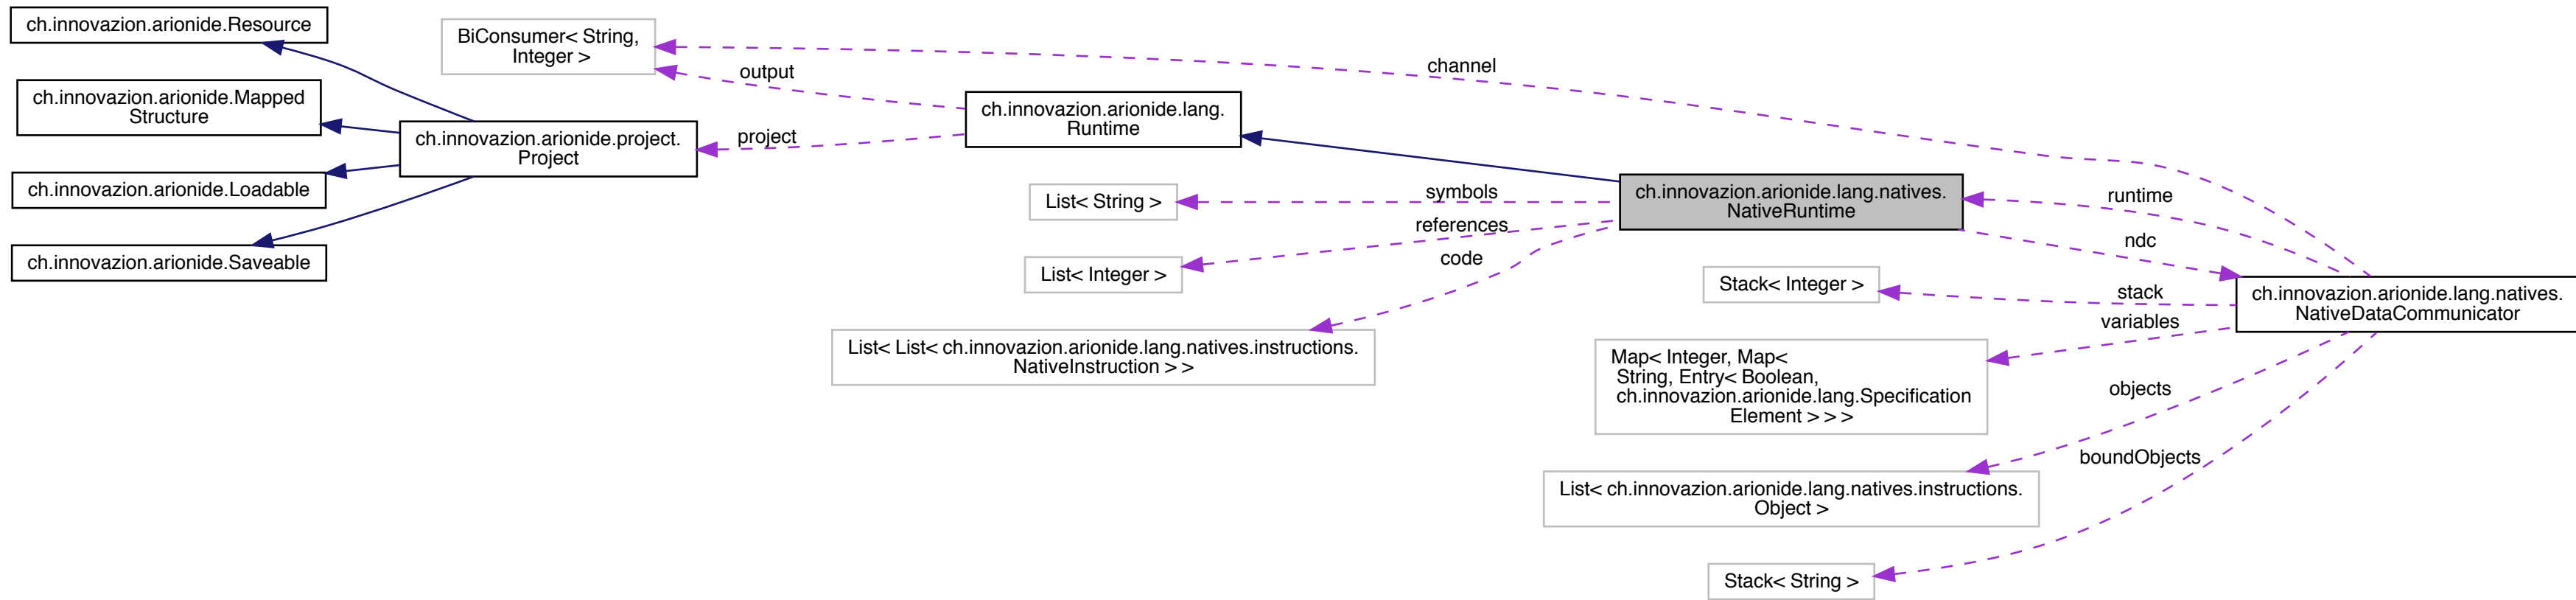 ch.innovazion.arionide.Resource
ch.innovazion.arionide.Mapped
Structure
ch.innovazion.arionide.Loadable
ch.innovazion.arionide.Saveable
BiConsumer< String,
Integer >
ch.innovazion.arionide.project.
Project
output
project
ch.innovazion.arionide.lang.
Runtime
channel
List< String >
symbols
List< Integer >
references
code
List< List< ch.innovazion.arionide.lang.natives.instructions.
NativeInstruction > >
ch.innovazion.arionide.lang.natives.
NativeRuntime
runtime
ndc
Stack< Integer >
stack
variables
Map< Integer, Map<
String, Entry< Boolean,
ch.innovazion.arionide.lang.Specification
Element > > >
ch.innovazion.arionide.lang.natives.
NativeDataCommunicator
objects
List< ch.innovazion.arionide.lang.natives.instructions.
Object >
boundObjects
Stack< String >